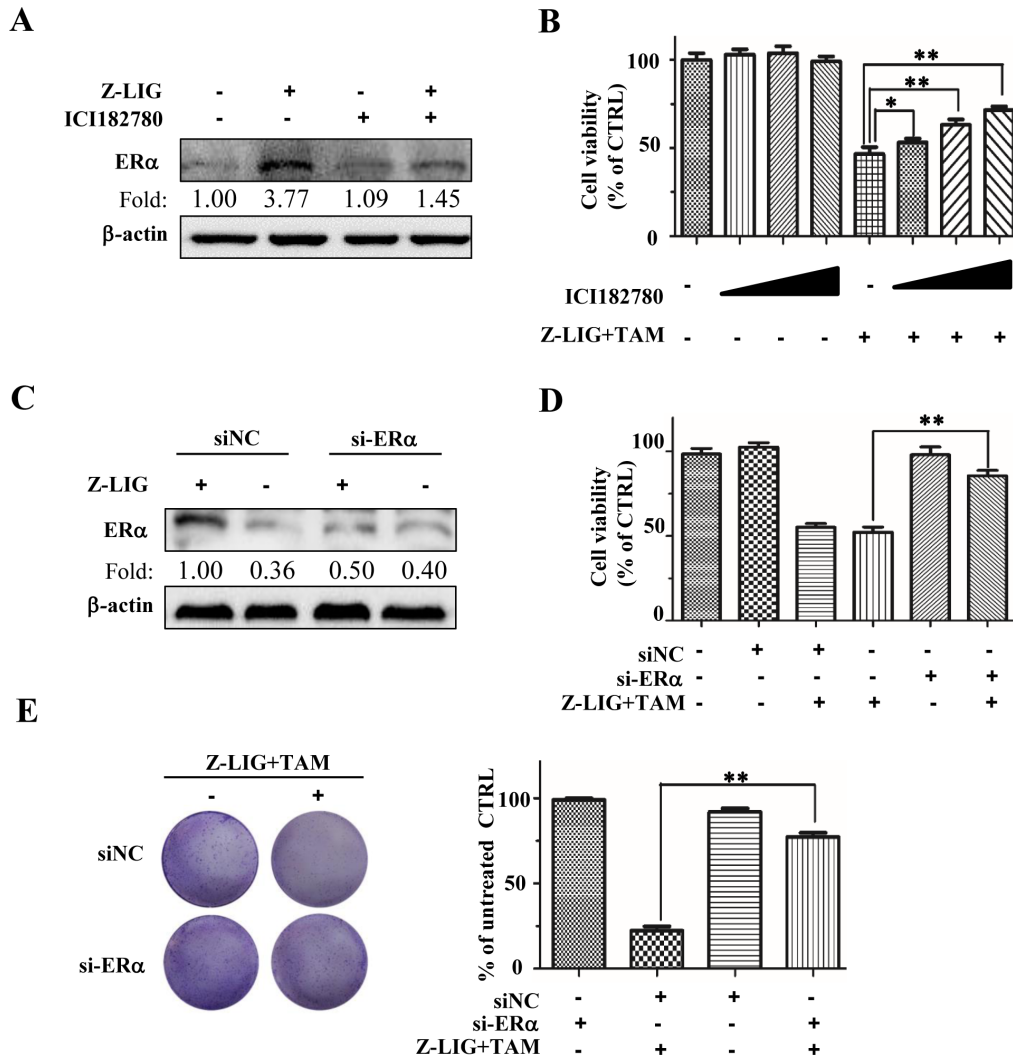 A
Z-LIG - + - +
ICI182780 - - + +
ERα
Fold: 1.00 3.77 1.09 1.45
β-actin
B
Cell viability
(% of CTRL)
100
50
0
** 
**
*
ICI182780 - -
Z-LIG+TAM - - - - + + + +
C
siNC si-ERα
Z-LIG + - + -
ERα
Fold: 1.00 0.36 0.50 0.40
β-actin
D
Cell viability
(% of CTRL)
100
50
0
**
siNC - + + - - -
si-ERα - - - - + +
Z-LIG+TAM - - + + - +
E
Z-LIG+TAM
- +
siNC
si-ERα
% of untreated CTRL
100
50
0
**
siNC - + + -
si-ERα + - - +
Z-LIG+TAM - + - +